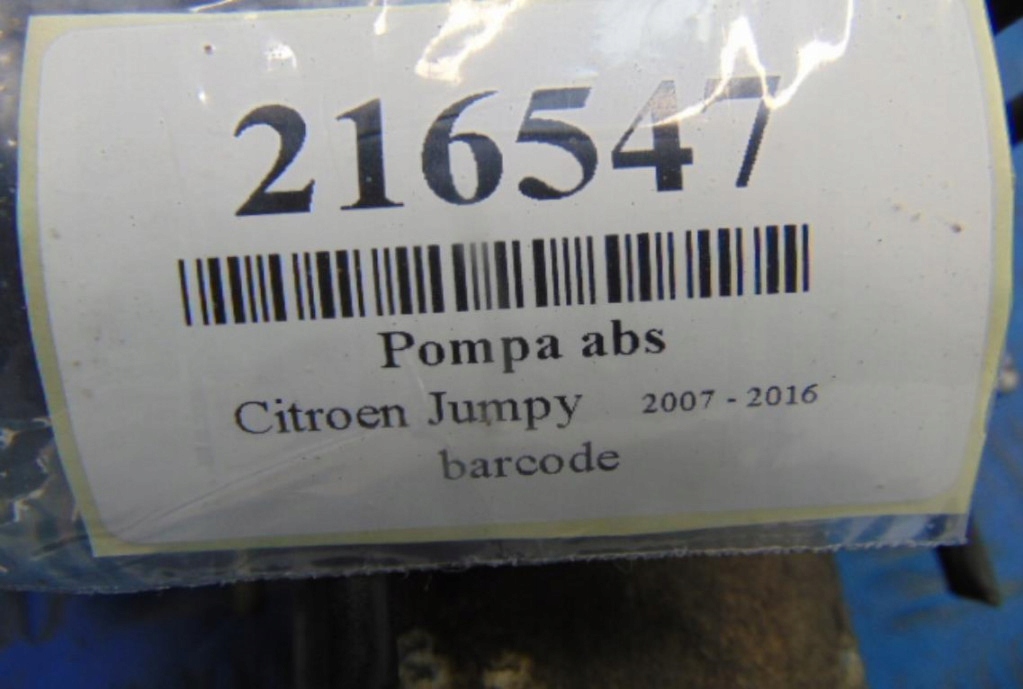 216547
Pompa abs
Citroen Jumpy 2007 - 2016
barcode